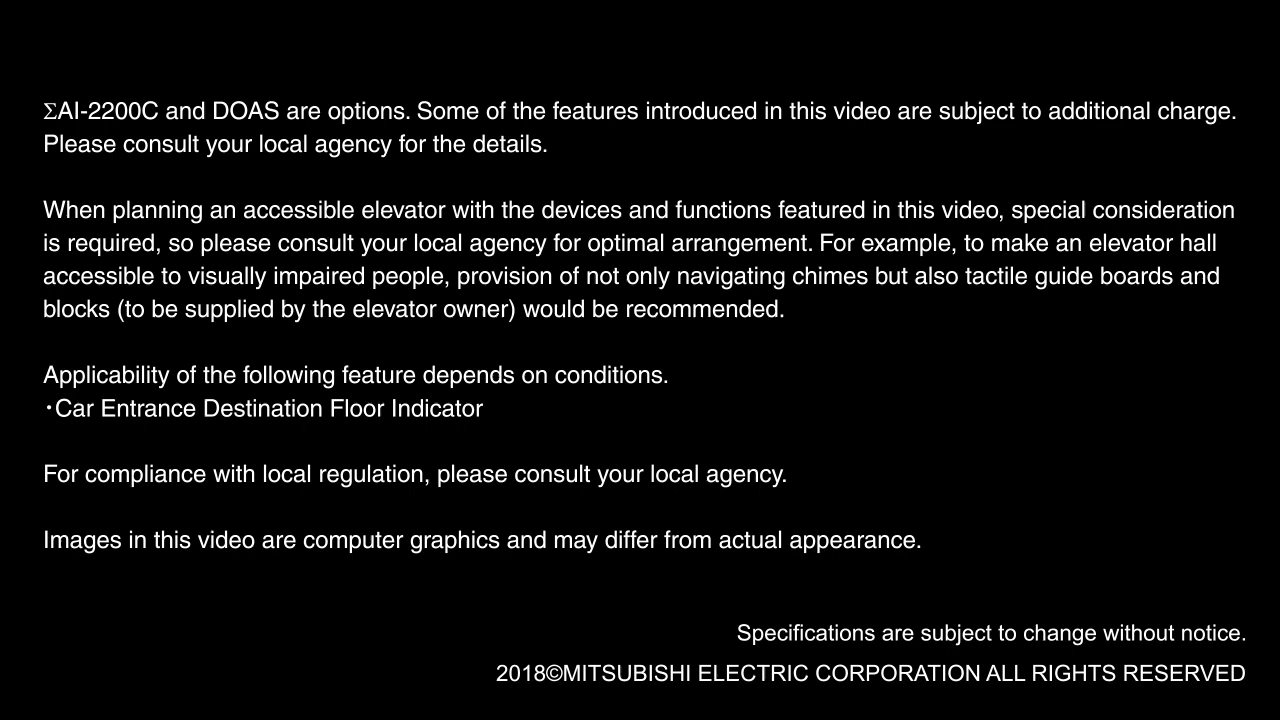 ΣAI-2200C and DOAS are options. Some of the features introduced in this video are subject to additional charge.
Please consult your local agency for the details.
When planning an accessible elevator with the devices and functions featured in this video, special consideration
is required, so please consult your local agency for optimal arrangement. For example, to make an elevator hall
accessible to visually impaired people, provision of not only navigating chimes but also tactile guide boards and
blocks (to be supplied by the elevator owner) would be recommended.
Applicability of the following feature depends on conditions.
・Car Entrance Destination Floor Indicator
For compliance with local regulation, please consult your local agency.
Images in this video are computer graphics and may differ from actual appearance.
Specifications are subject to change without notice.
2018©MITSUBISHI ELECTRIC CORPORATION ALL RIGHTS RESERVED